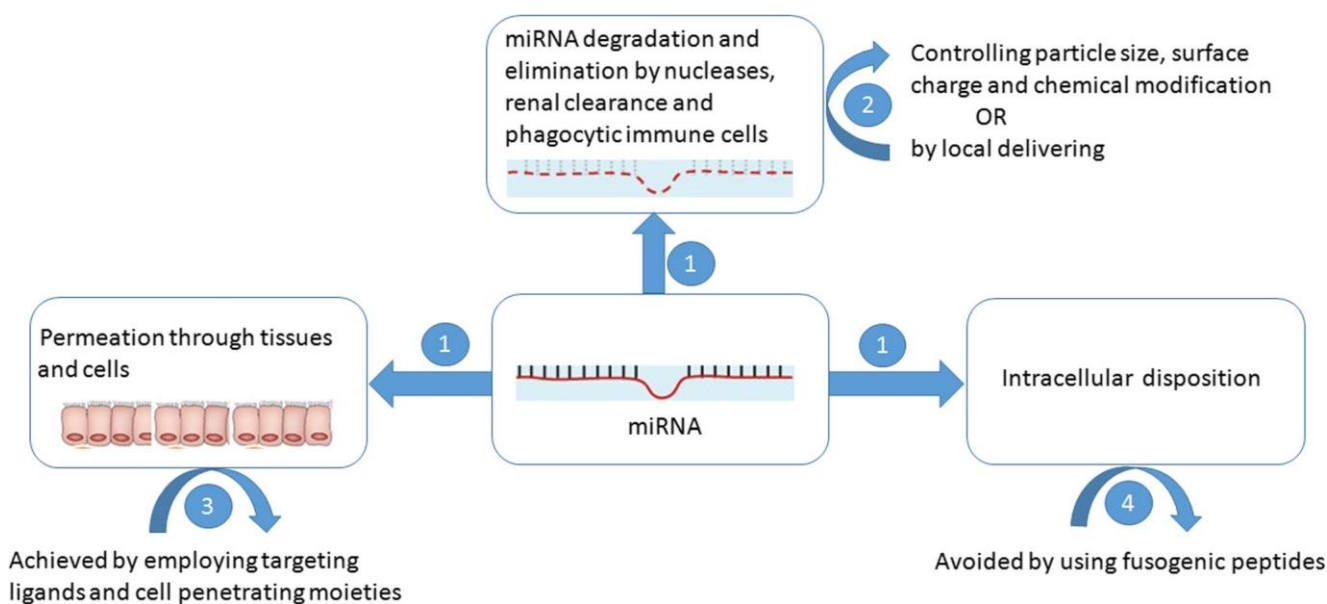 miRNA degradation and
elimination by nucleases,
renal clearance and
phagocytic immune cells
2
Controlling particle size, surface
charge and chemical modification
OR
by local delivering
1
Permeation through tissues
and cells
1
miRNA
1
Intracellular disposition
3
Achieved by employing targeting
ligands and cell penetrating moieties
4
Avoided by using fusogenic peptides